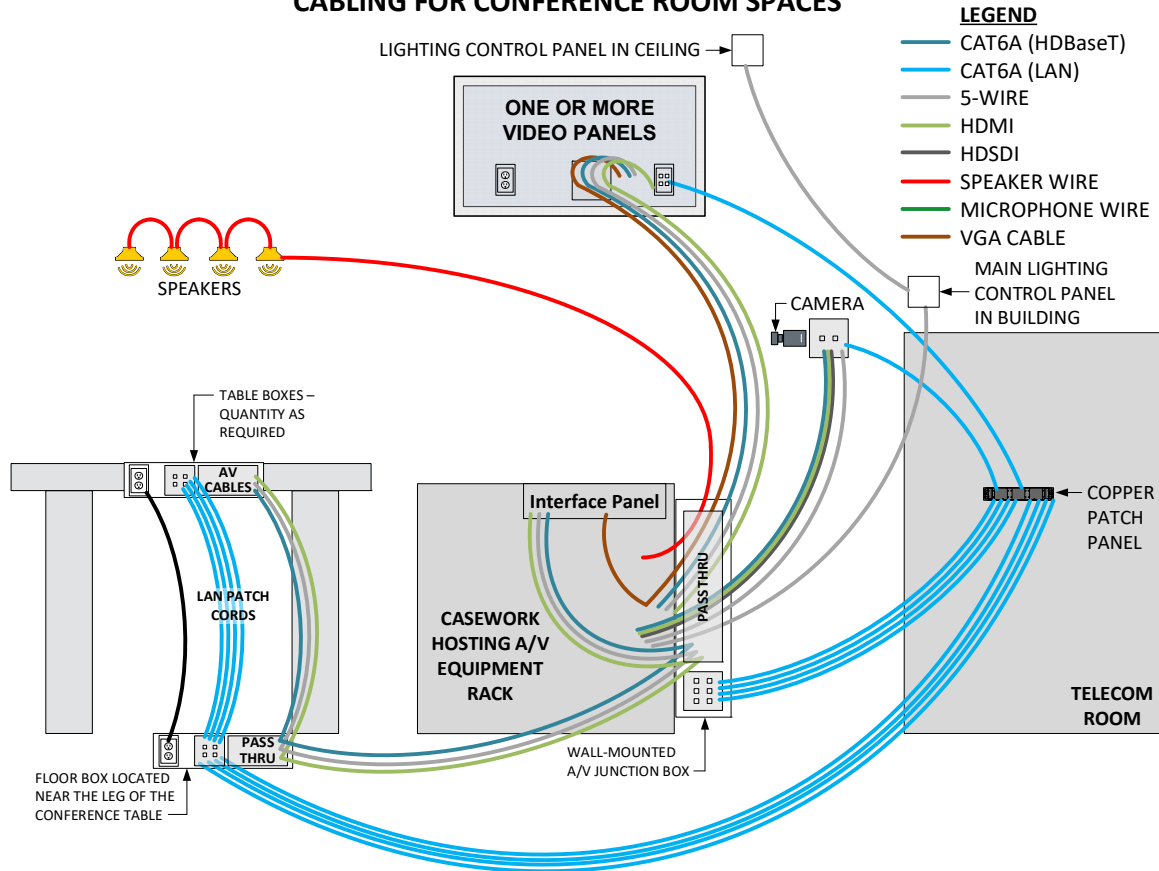 CABLING FOR CONFERENCE ROOM SPACES
LEGEND
CAT6A (HDBaseT)
CAT6A (LAN)
5-WIRE
HDMI
HDSDI
SPEAKER WIRE
MICROPHONE WIRE
VGA CABLE
LIGHTING CONTROL PANEL IN CEILING
ONE OR MORE
VIDEO PANELS
SPEAKERS
MAIN LIGHTING
CONTROL PANEL
IN BUILDING
CAMERA
TABLE BOXES –
QUANTITY AS
REQUIRED
AV
CABLES
Interface Panel
COPPER
PATCH
PANEL
PASS THRU
LAN PATCH
CORDS
CASEWORK
HOSTING A/V
EQUIPMENT
RACK
TELECOM
ROOM
PASS
THRU
WALL-MOUNTED
A/V JUNCTION BOX
FLOOR BOX LOCATED
NEAR THE LEG OF THE
CONFERENCE TABLE